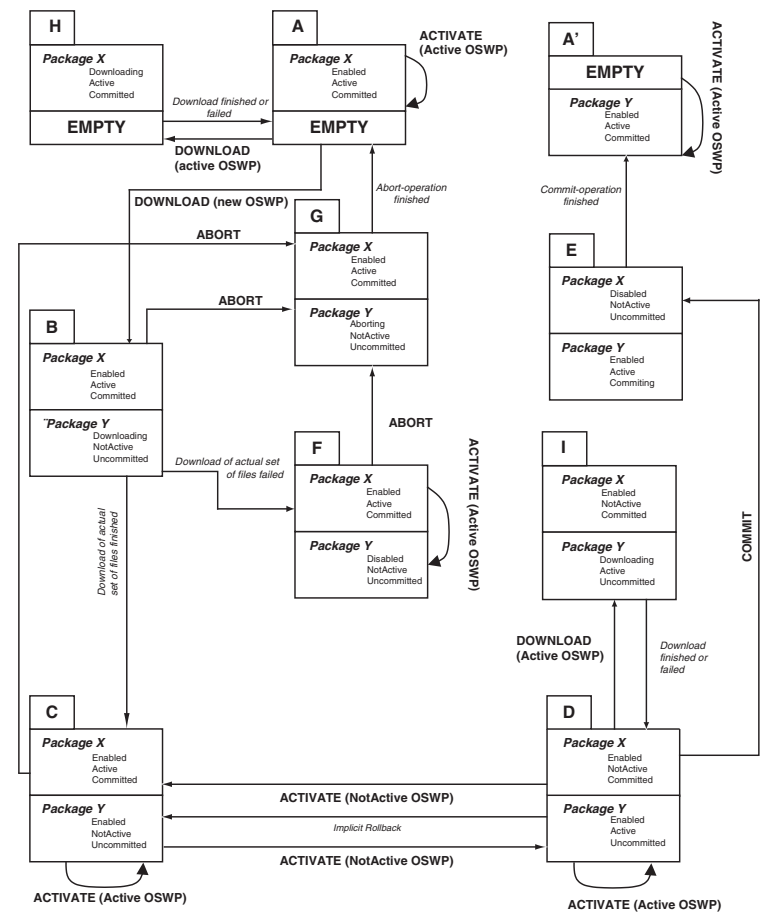 H
Package X
Downloading
Active
Committed
EMPTY
Download finished or
failed
DOWNLOAD
(active OSWP)
A
Package X
Enabled
Active
Committed
EMPTY
ACTIVATE
(Active OSWP)
A'
EMPTY
Package Y
Enabled
Active
Committed
ACTIVATE (Active OSWP)
DOWNLOAD (new OSWP)
Abort-operation
finished
Commit-operation
finished
ABORT
G
Package X
Enabled
Active
Committed
Package Y
Aborting
NotActive
Uncommitted
ABORT
E
Package X
Disabled
NotActive
Uncommitted
Package Y
Enabled
Active
Commiting
B
Package X
Enabled
Active
Committed
¨Package Y
Downloading
NotActive
Uncommitted
Download of actual set
of files failed
ABORT
F
Package X
Enabled
Active
Committed
Package Y
Disabled
NotActive
Uncommitted
ACTIVATE (Active OSWP)
I
Package X
Enabled
NotActive
Committed
Package Y
Downloading
Active
Uncommitted
COMMIT
Download of actual
set of files finished
DOWNLOAD
(Active OSWP)
Download
finished or
failed
C
Package X
Enabled
Active
Committed
Package Y
Enabled
NotActive
Uncommitted
ACTIVATE (Active OSWP)
ACTIVATE (NotActive OSWP)
Implicit Rollback
ACTIVATE (NotActive OSWP)
D
Package X
Enabled
NotActive
Committed
Package Y
Enabled
Active
Uncommitted
ACTIVATE (Active OSWP)